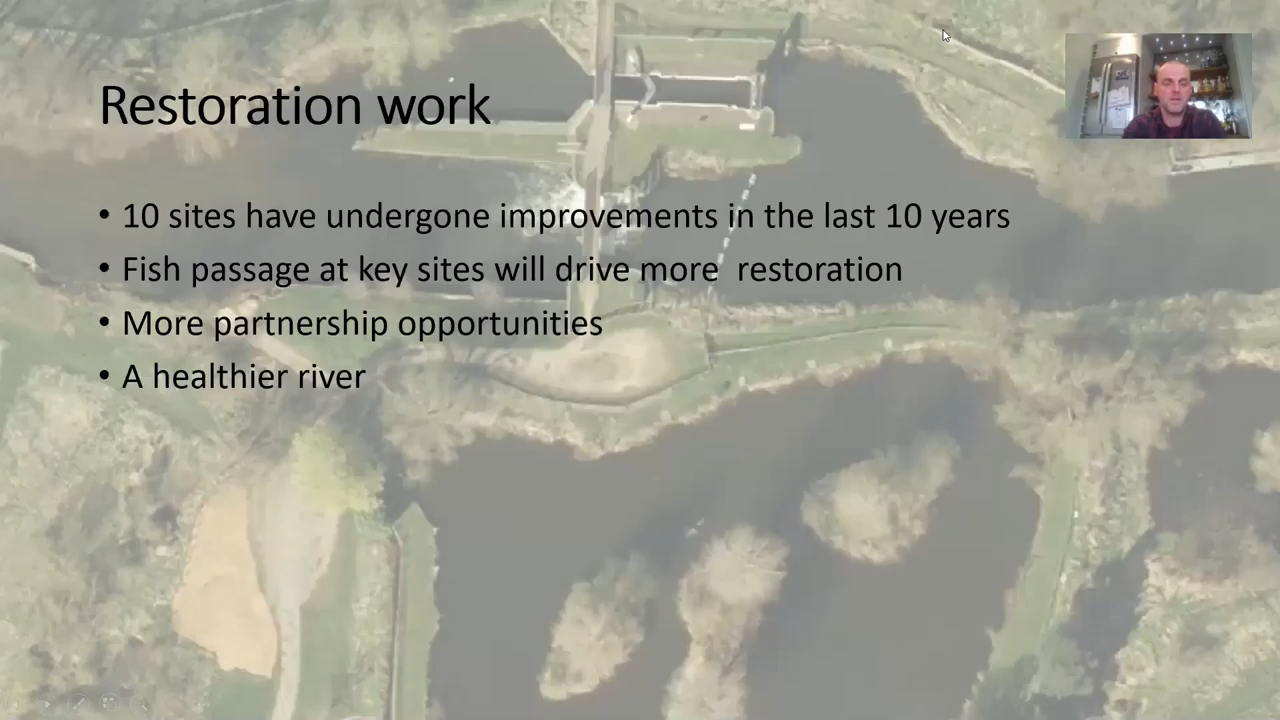 Restoration work
• 10 sites have undergone improvements in the last 10 years
• Fish passage at key sites will drive more  restoration
• More partnership opportunities
• A healthier river